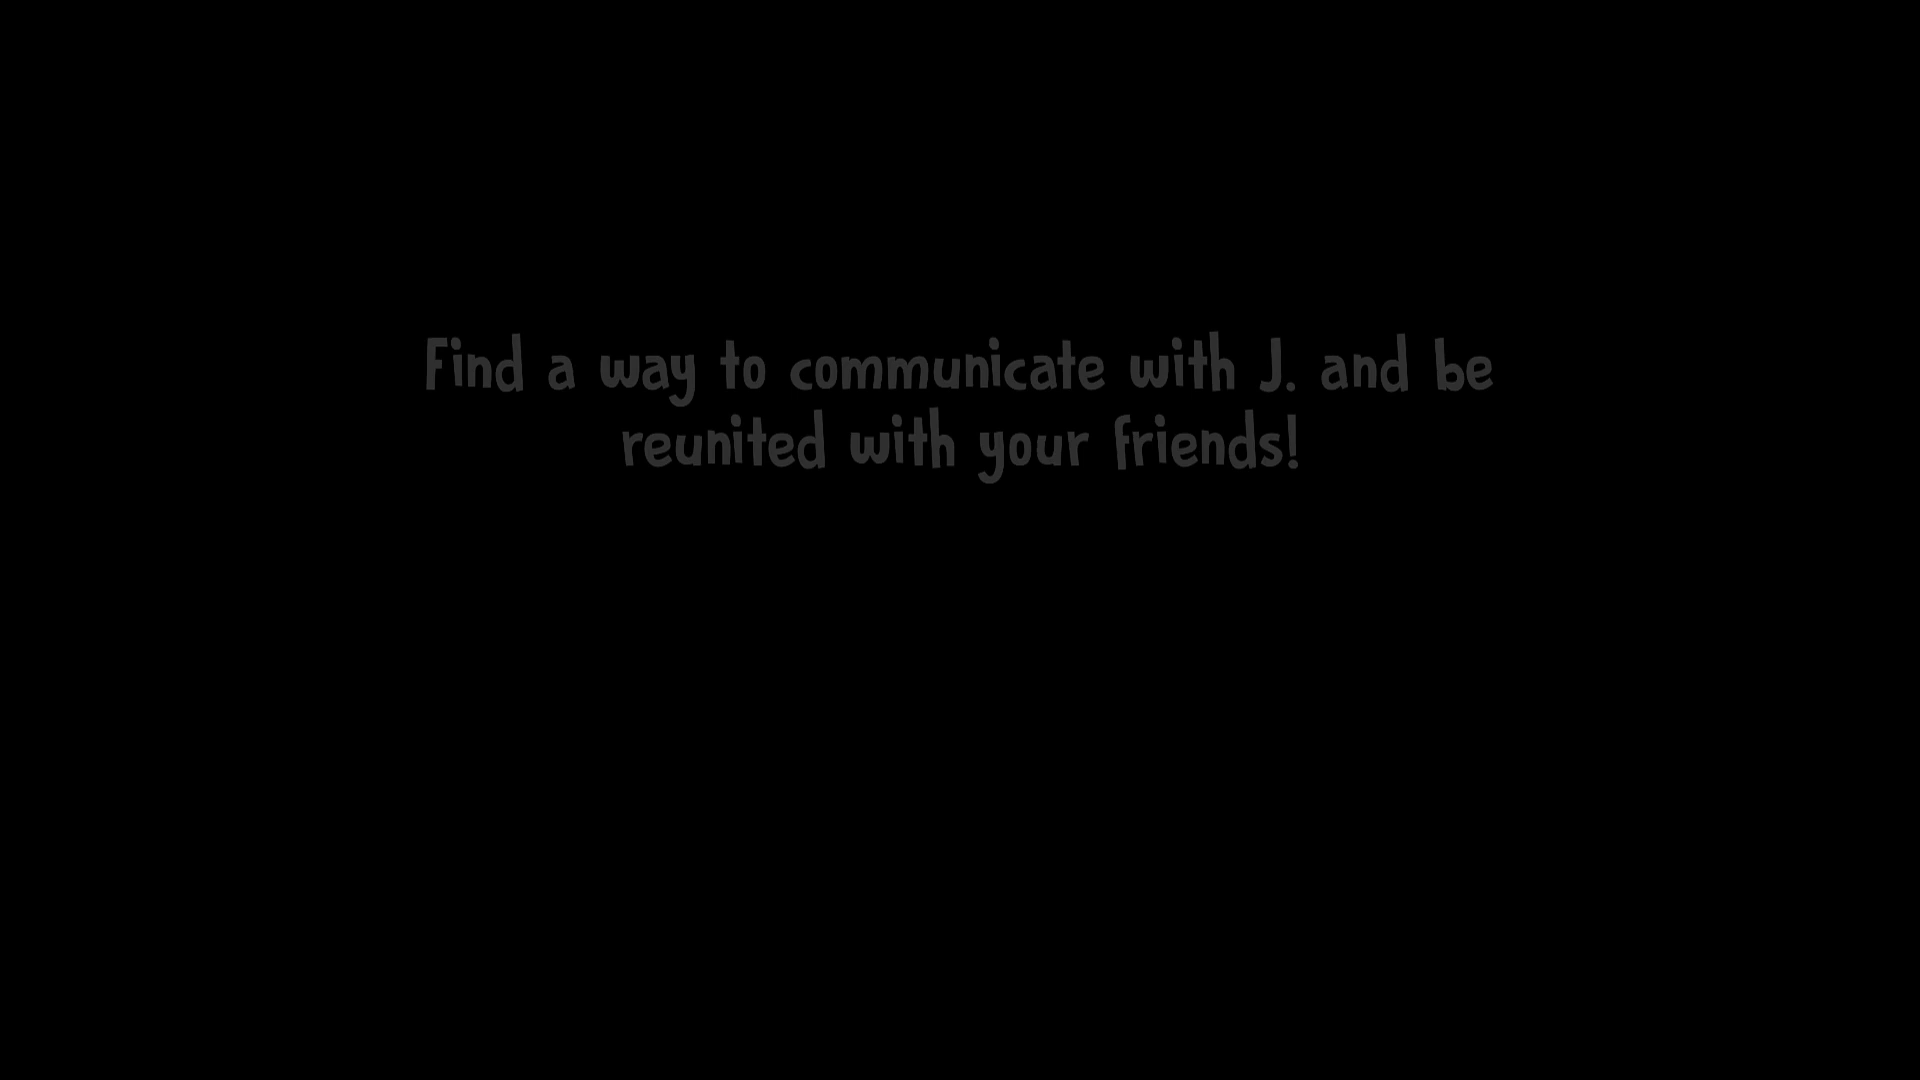 Find a way to communicate with J. and be
reunited with your friends!